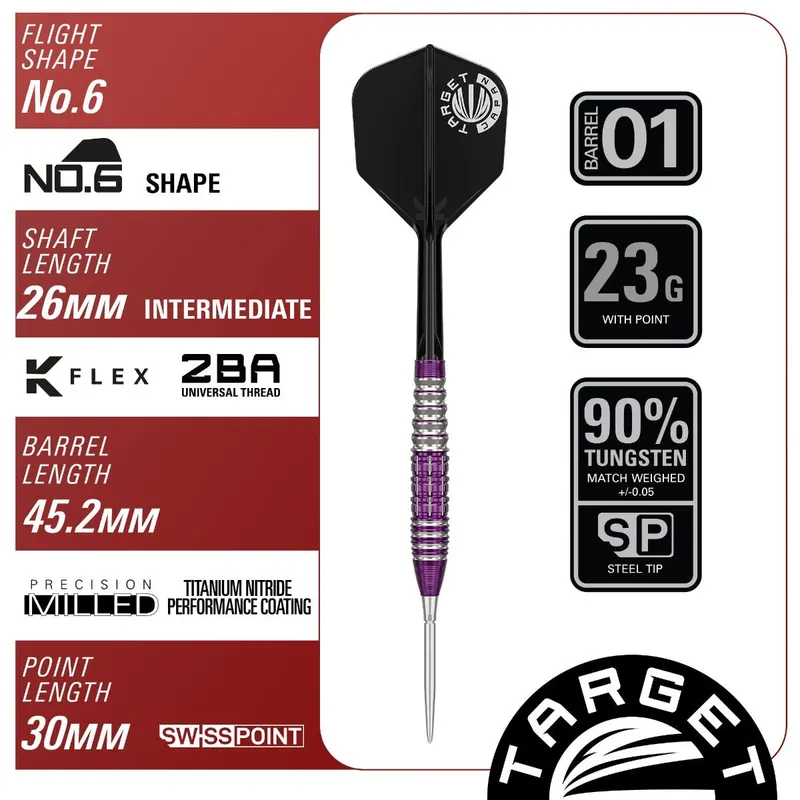 FLIGHT
SHAPE
No.6
NO.6 SHAPE
SHAFT
LENGTH
26MM INTERMEDIATE
K FLEX 2BA
UNIVERSAL THREAD
BARREL
LENGTH
45.2MM
PRECISION
MILLED
TITANIUM NITRIDE
PERFORMANCE COATING
POINT
LENGTH
30MM SWISSPOINT
TARGET JAPAN
BARREL 01
23G
WITH POINT
90%
TUNGSTEN
MATCH WEIGHED
+/-0.05
SP
STEEL TIP
TARGET